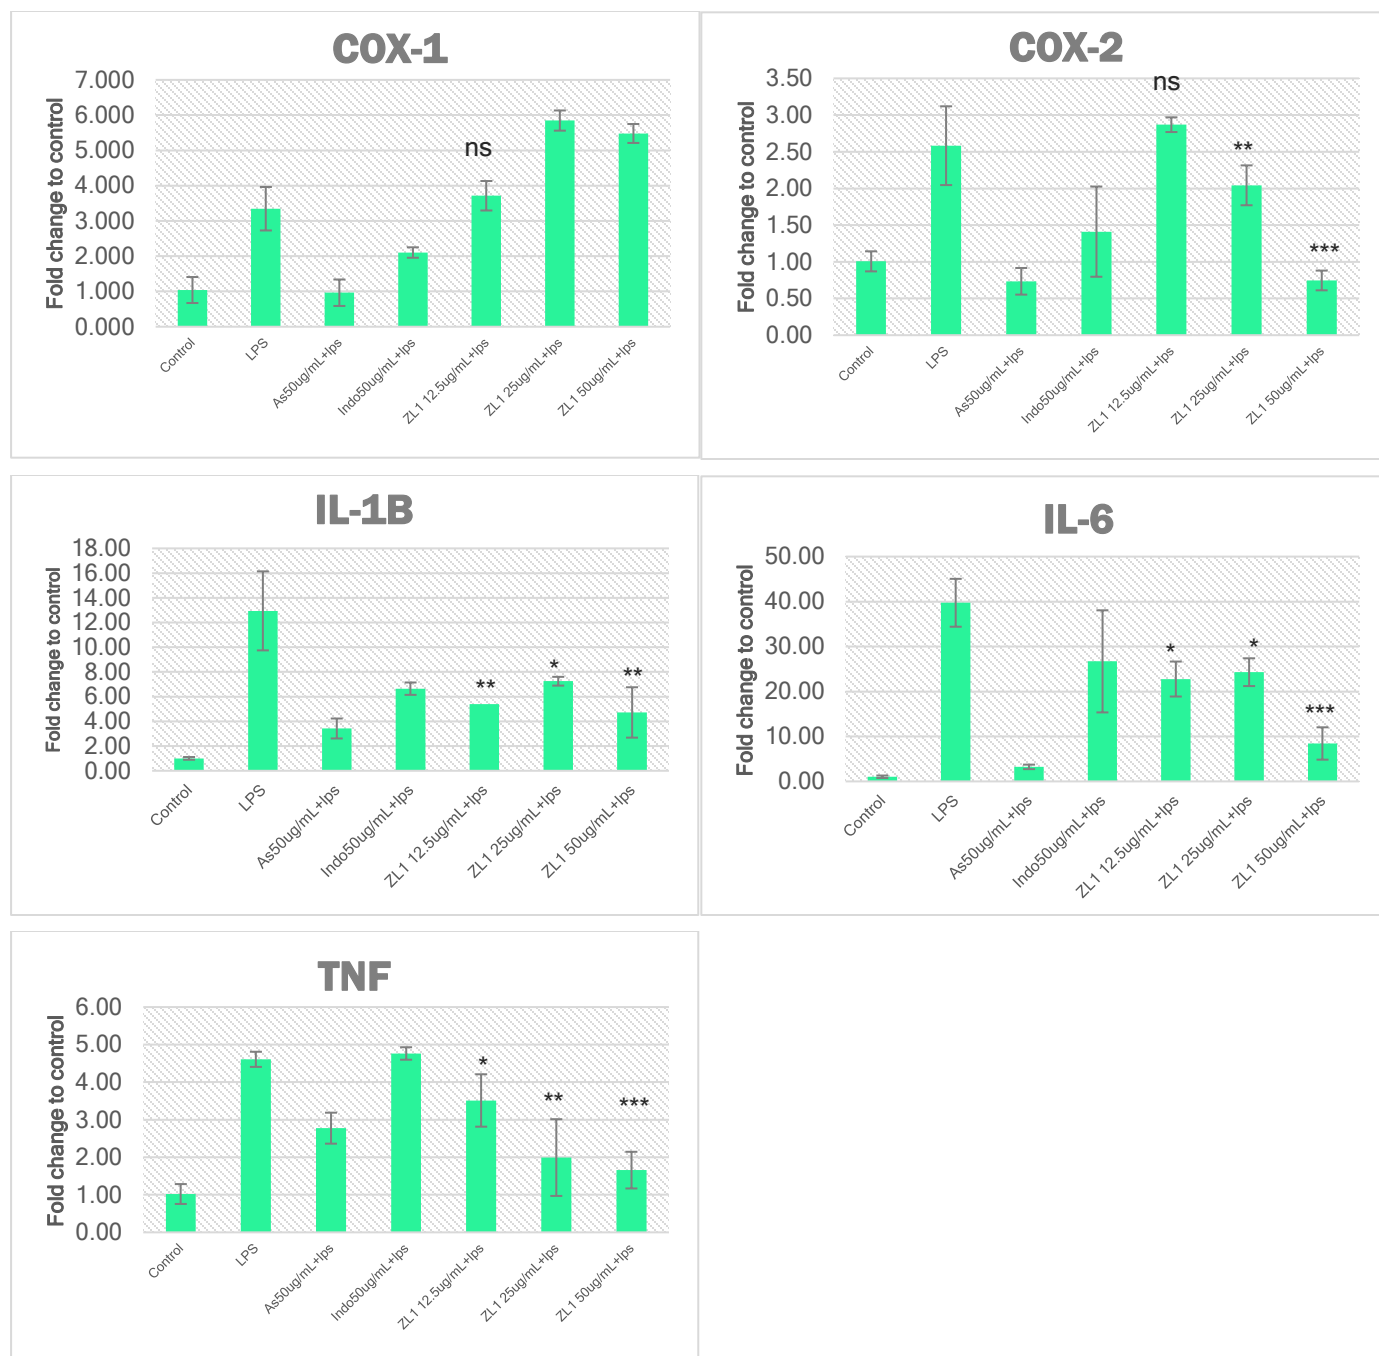 COX-1
Fold change to control
7.000
6.000
5.000
4.000
3.000
2.000
1.000
0.000
ns
Control
LPS
As50ug/mL+lps
Indo50ug/mL+lps
ZL1 12.5ug/mL+lps
ZL1 25ug/mL+lps
ZL1 50ug/mL+lps
COX-2
Fold change to control
3.50
3.00
2.50
2.00
1.50
1.00
0.50
0.00
ns
**
***
Control
LPS
As50ug/mL+lps
Indo50ug/mL+lps
ZL1 12.5ug/mL+lps
ZL1 25ug/mL+lps
ZL1 50ug/mL+lps
IL-1B
Fold change to control
18.00
16.00
14.00
12.00
10.00
8.00
6.00
4.00
2.00
0.00
**
*
**
Control
LPS
As50ug/mL+lps
Indo50ug/mL+lps
ZL1 12.5ug/mL+lps
ZL1 25ug/mL+lps
ZL1 50ug/mL+lps
IL-6
Fold change to control
50.00
40.00
30.00
20.00
10.00
0.00
*
*
***
Control
LPS
As50ug/mL+lps
Indo50ug/mL+lps
ZL1 12.5ug/mL+lps
ZL1 25ug/mL+lps
ZL1 50ug/mL+lps
TNF
Fold change to control
6.00
5.00
4.00
3.00
2.00
1.00
0.00
*
**
***
Control
LPS
As50ug/mL+lps
Indo50ug/mL+lps
ZL1 12.5ug/mL+lps
ZL1 25ug/mL+lps
ZL1 50ug/mL+lps